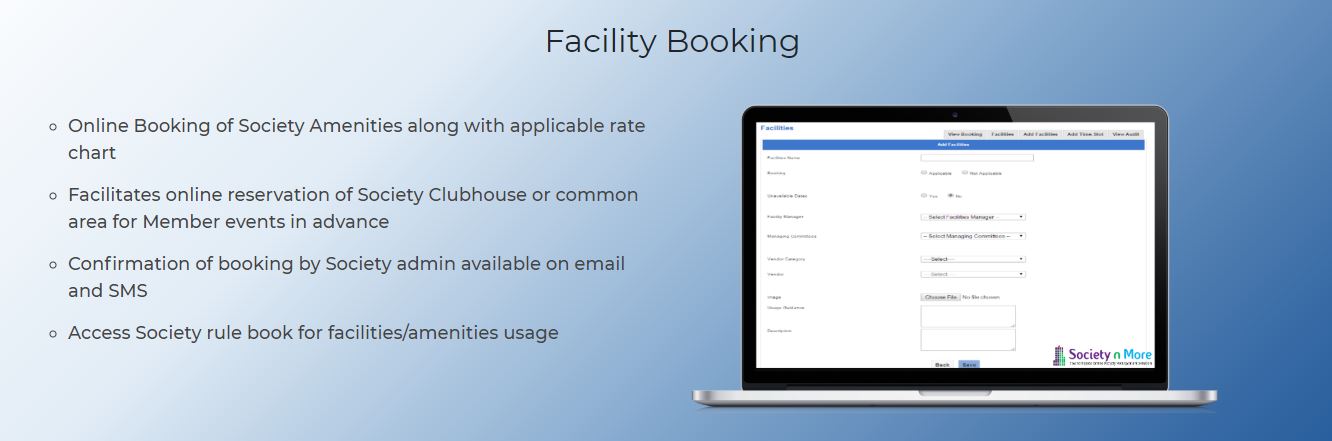 Facility Booking
Online Booking of Society Amenities along with applicable rate
chart
Facilitates online reservation of Society Clubhouse or common
area for Member events in advance
Confirmation of booking by Society admin available on email
and SMS
Access Society rule book for facilities/amenities usage
Facilities
View Booking Facilities Add Facilities Add Time Slot View Audit
Add Facilities
Facilities Name
Booking Applicable Not Applicable
Unavailable Dates Yes No
Facility Manager -- Select Facilities Manager --
Managing Committees -- Select Managing Committees --
Vendor Category ----Select----
Vendor ----Select----
Image Choose File No file chosen
Usage Guidance
Description
Society n More
Back Save